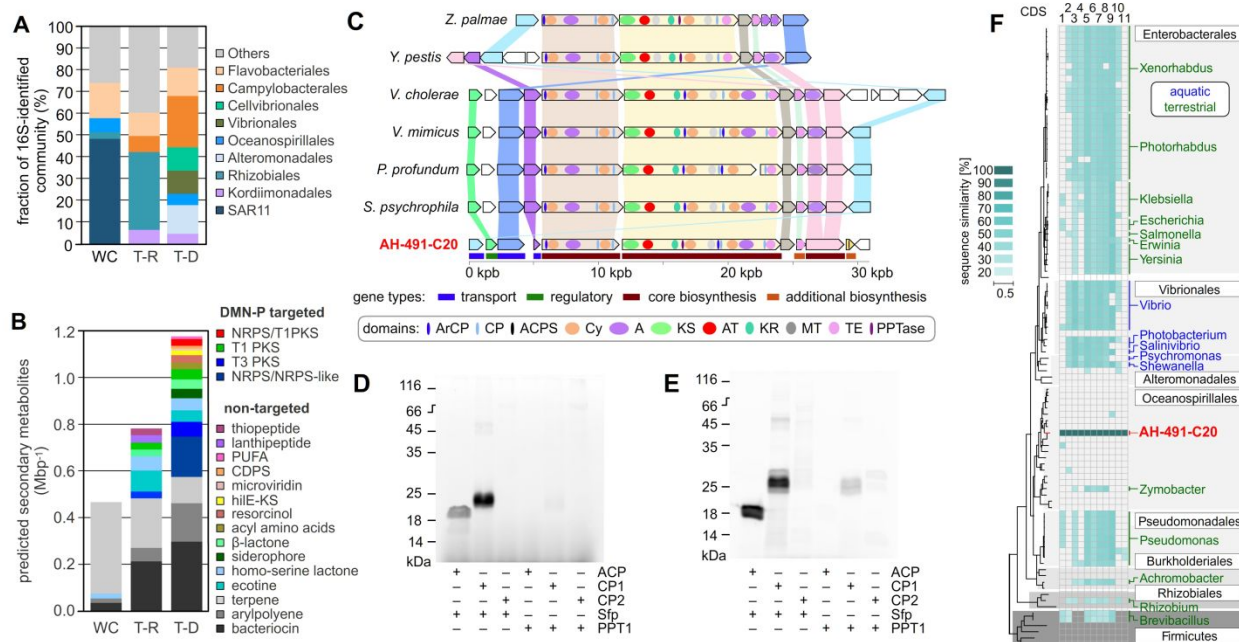 A
fraction of 16S-identified
community (%)
100
90
80
70
60
50
40
30
20
10
0
WC
T-R
T-D
Others
Flavobacteriales
Campylobacterales
Cellvibrionales
Vibrionales
Oceanospirillales
Alteromonadales
Rhizobiales
Kordiimonadales
SAR11
B
predicted secondary metabolites
(Mbp-1)
1.2
1.0
0.8
0.6
0.4
0.2
0.0
WC
T-R
T-D
DMN-P targeted
NRPS/T1PKS
T1 PKS
T3 PKS
NRPS/NRPS-like
non-targeted
thiopeptide
lanthipeptide
PUFA
CDPS
microviridin
hilE-KS
resorcinol
acyl amino acids
β-lactone
siderophore
homo-serine lactone
ecotine
terpene
arylpolyene
bacteriocin
C
Z. palmae
Y. pestis
V. cholerae
V. mimicus
P. profundum
S. psychrophila
AH-491-C20
0 kpb
10 kpb
20 kpb
30 kpb
gene types: transport regulatory core biosynthesis additional biosynthesis
domains: ArCP CP ACPS Cy A KS AT KR MT TE PPTase
D
116
66
45
35
25
18
14
kDa
+ − − − − − ACP
E
116
66
45
35
25
18
14
kDa
+ − − + − − ACP
− + − − + − CP1
− − + − − + CP2
+ + + − − − Sfp
− − − + + + PPT1
F
CDS
1 2 3 4 5 6 7 8 9 10 11
sequence similarity [%]
100
90
80
70
60
50
40
30
20
0.5
aquatic
terrestrial
Enterobacterales
Xenorhabdus
Photorhabdus
Klebsiella
Escherichia
Salmonella
Erwinia
Yersinia
Vibrionales
Vibrio
Photobacterium
Salinivibrio
Psychromonas
Shewanella
Alteromonadales
Oceanospirillales
AH-491-C20
Zymobacter
Pseudomonadales
Pseudomonas
Burkholderiales
Achromobacter
Rhizobiales
Rhizobium
Brevibacillus
Firmicutes